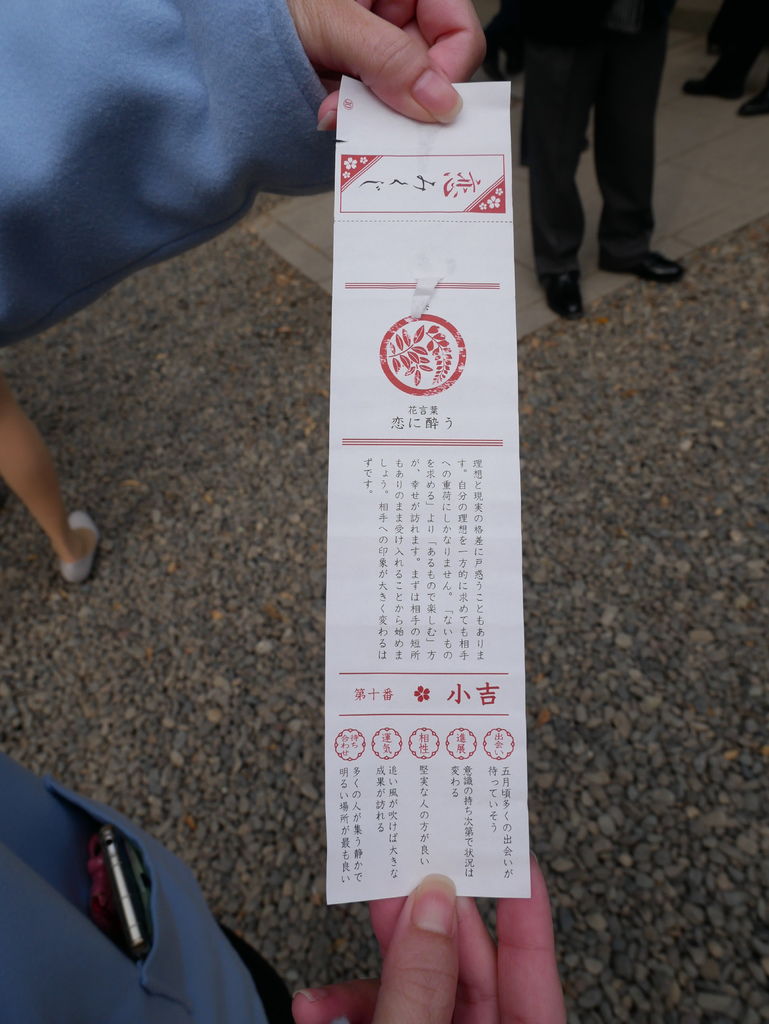 恋みくじ
花言葉
恋に酔う
理想と現実の格差に戸惑うこともありま
す。自分の理想を一方的に求めても相手
への重荷にしかなりません。「ないもの
を求める」より「あるもので楽しむ」方
が、幸せが訪れます。まずは相手の短所
もありのまま受け入れることから始めま
しょう。相手への印象が大きく変わるは
ずです。
小吉
第十番
出会い
五月頃多くの出会いが
待っていそう
進展
意識の持ち次第で状況は
変わる
相性
堅実な人の方が良い
運気
追い風が吹けば大きな
成果が訪れる
待ち
合わせ
多くの人が集う静かで
明るい場所が最も良い